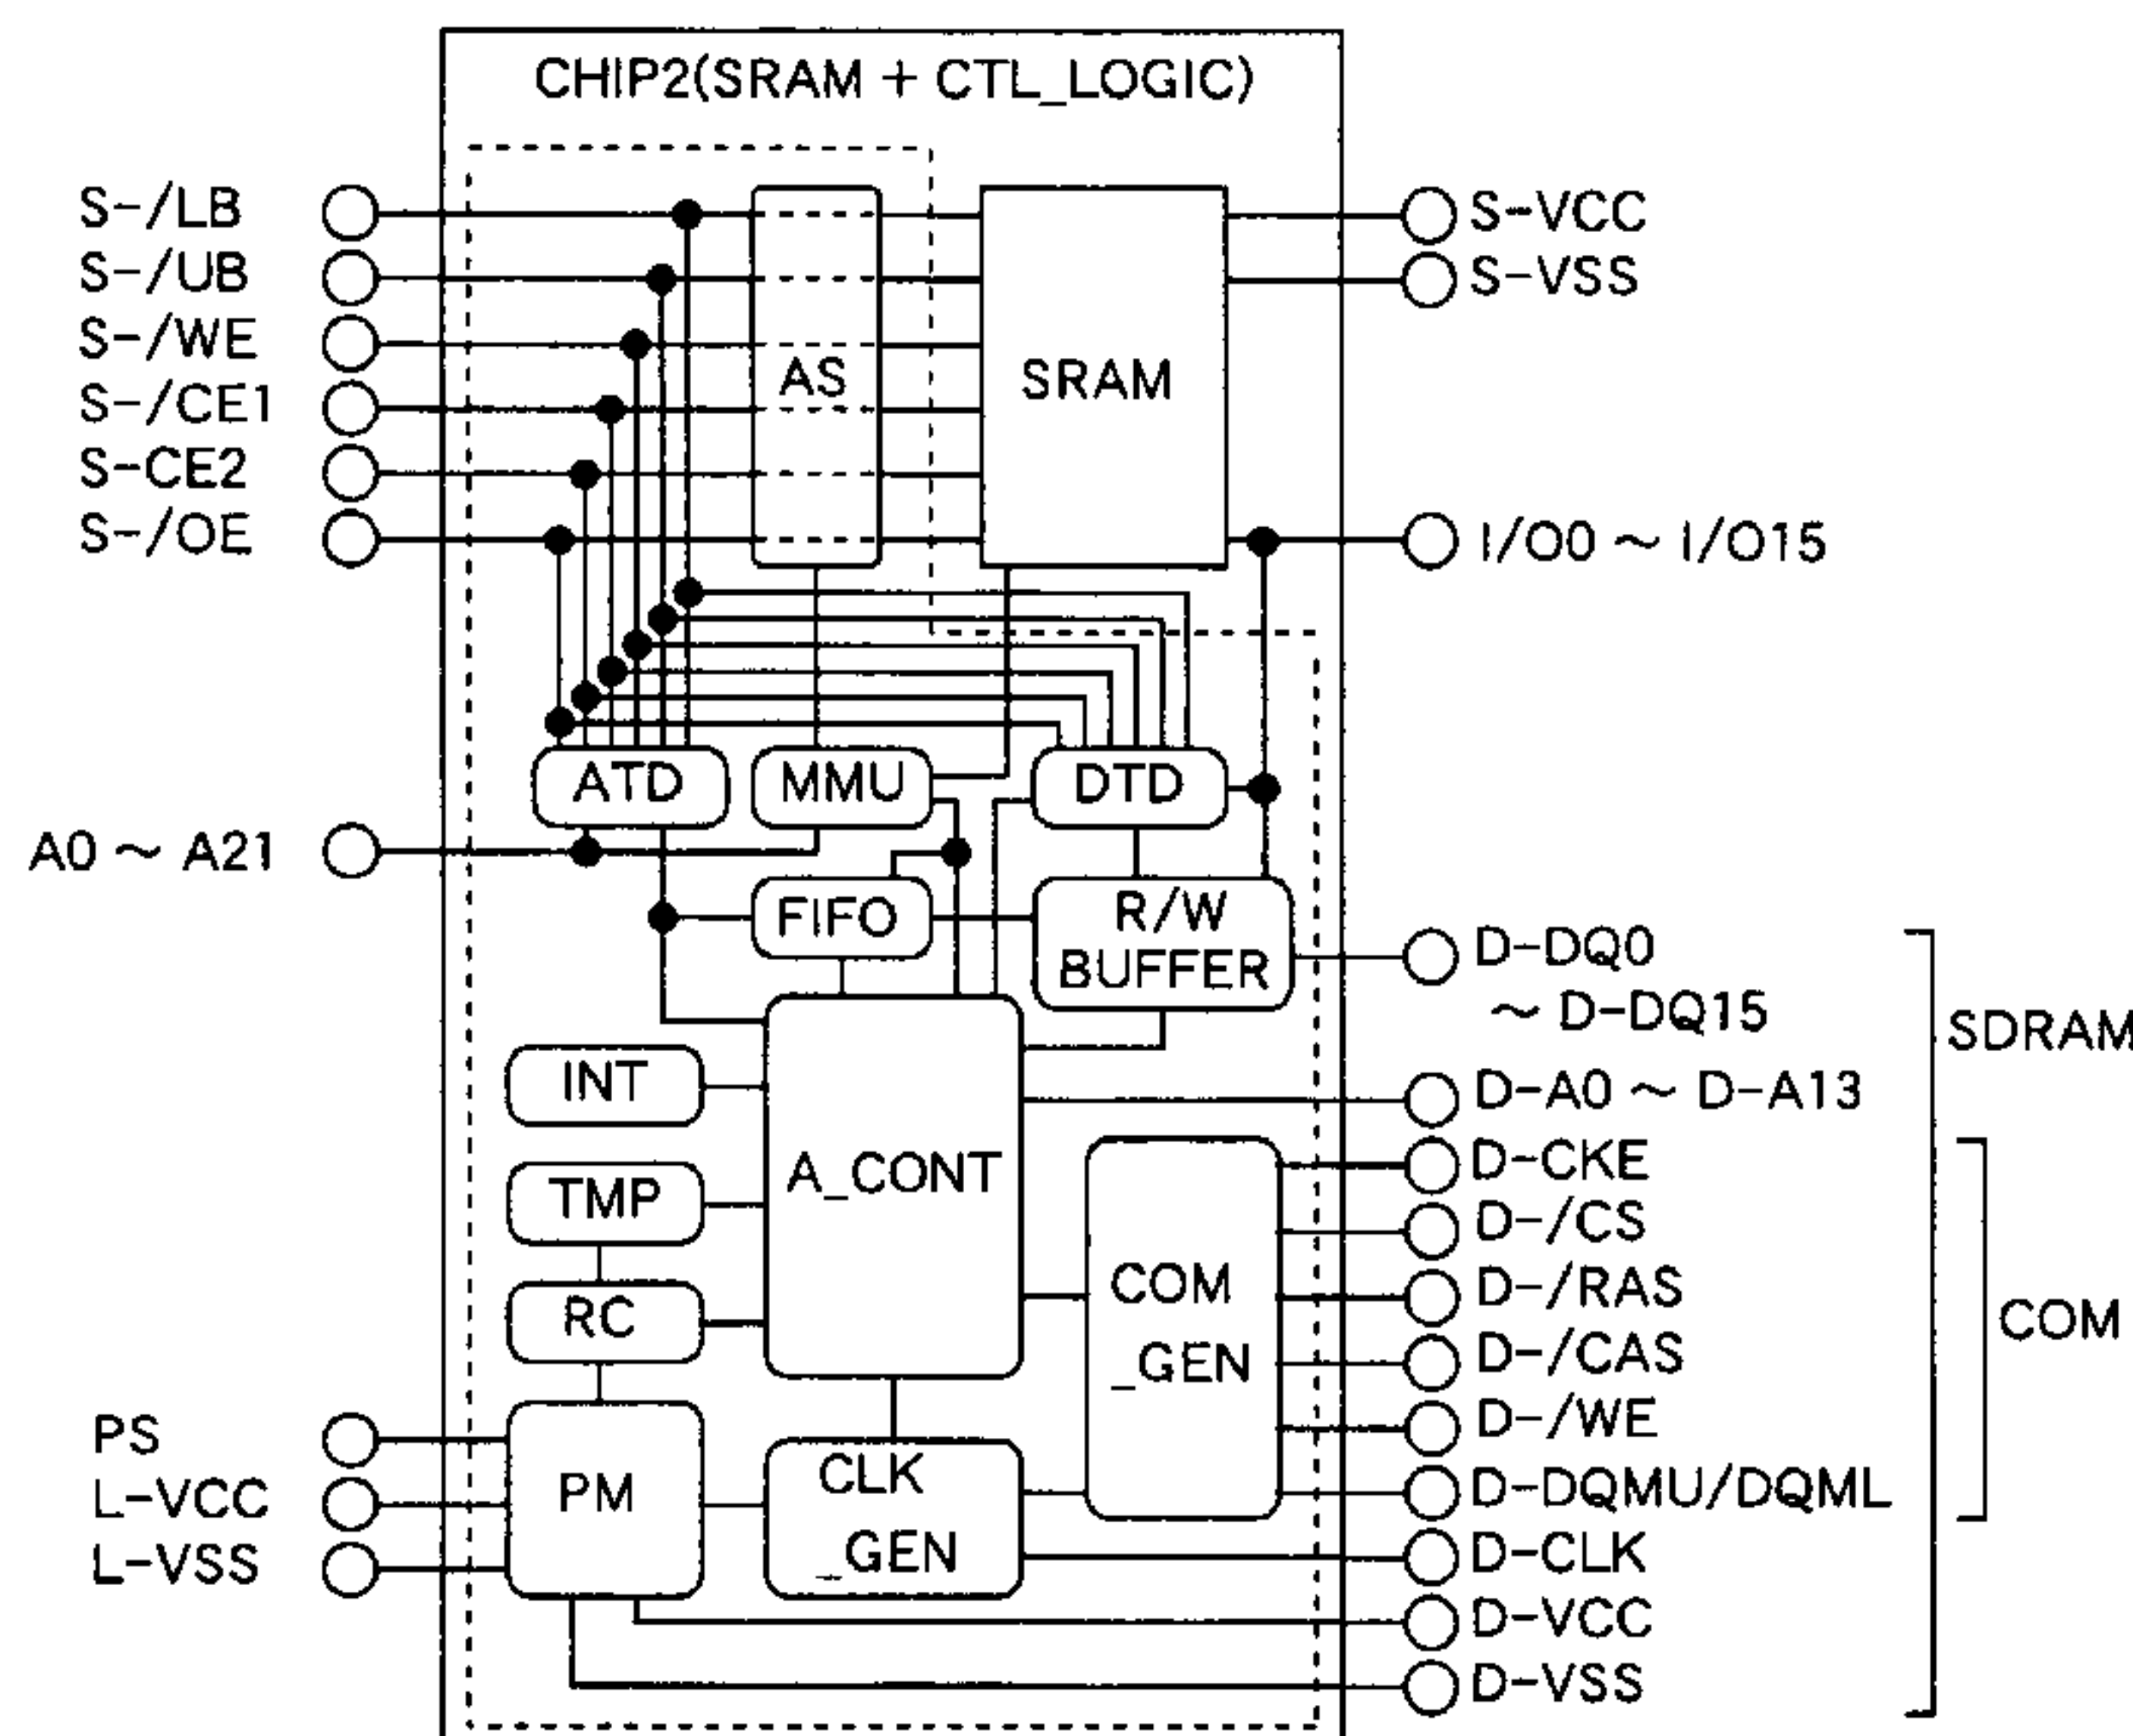 CHIP2(SRAM + CTL_LOGIC)
S-/LB
S-/UB
S-/WE
S-/CE1
S-CE2
S-/OE
AS
SRAM
S-VCC
S-VSS
I/O0 ~ I/O15
ATD
MMU
DTD
A0 ~ A21
FIFO
R/W
BUFFER
D-DQ0
~ D-DQ15
SDRAM
INT
TMP
RC
A_CONT
COM
_GEN
D-A0 ~ D-A13
D-CKE
D-/CS
D-/RAS
D-/CAS
D-/WE
D-DQMU/DQML
COM
PS
L-VCC
L-VSS
PM
CLK
_GEN
D-CLK
D-VCC
D-VSS